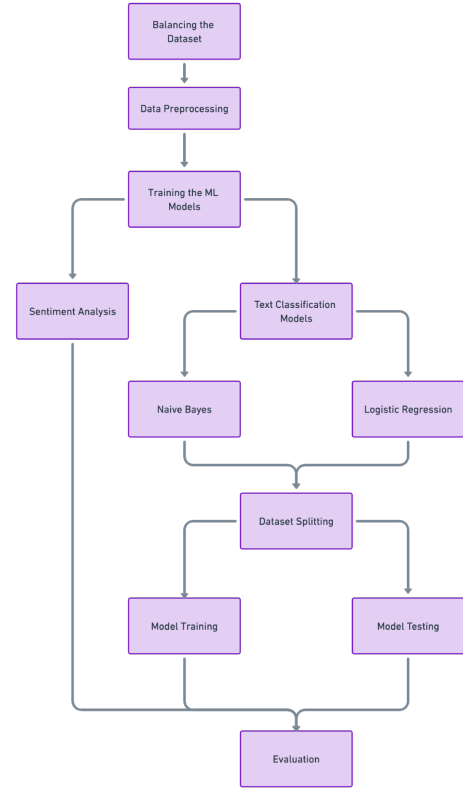 Balancing the
Dataset
Data Preprocessing
Training the ML
Models
Sentiment Analysis
Text Classification
Models
Naive Bayes
Logistic Regression
Dataset Splitting
Model Training
Model Testing
Evaluation